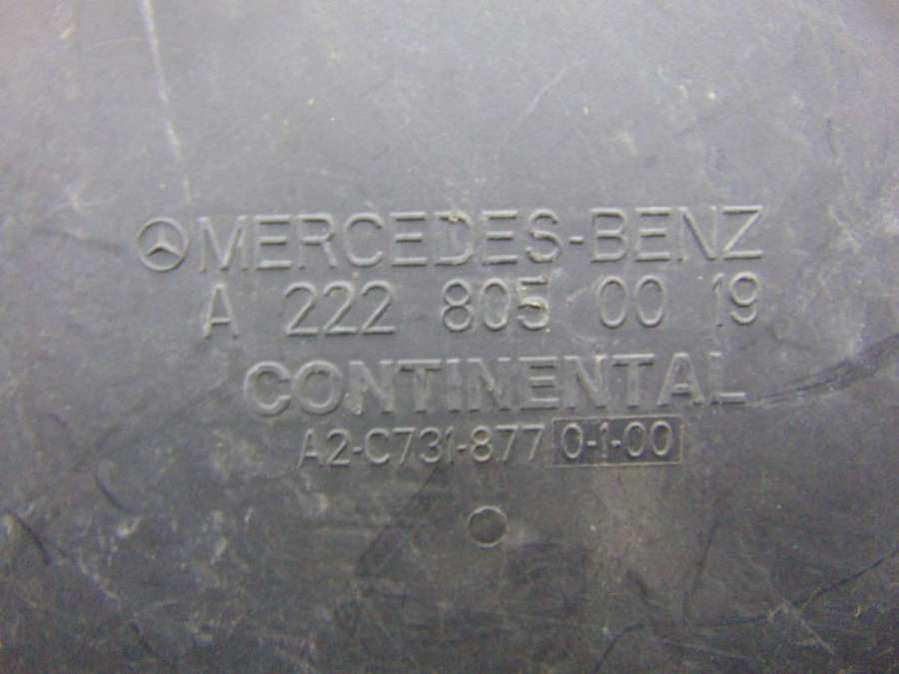 MERCEDES-BENZ
A 222 805 00 19
CONTINENTAL
A2-C731-877 0-1-00